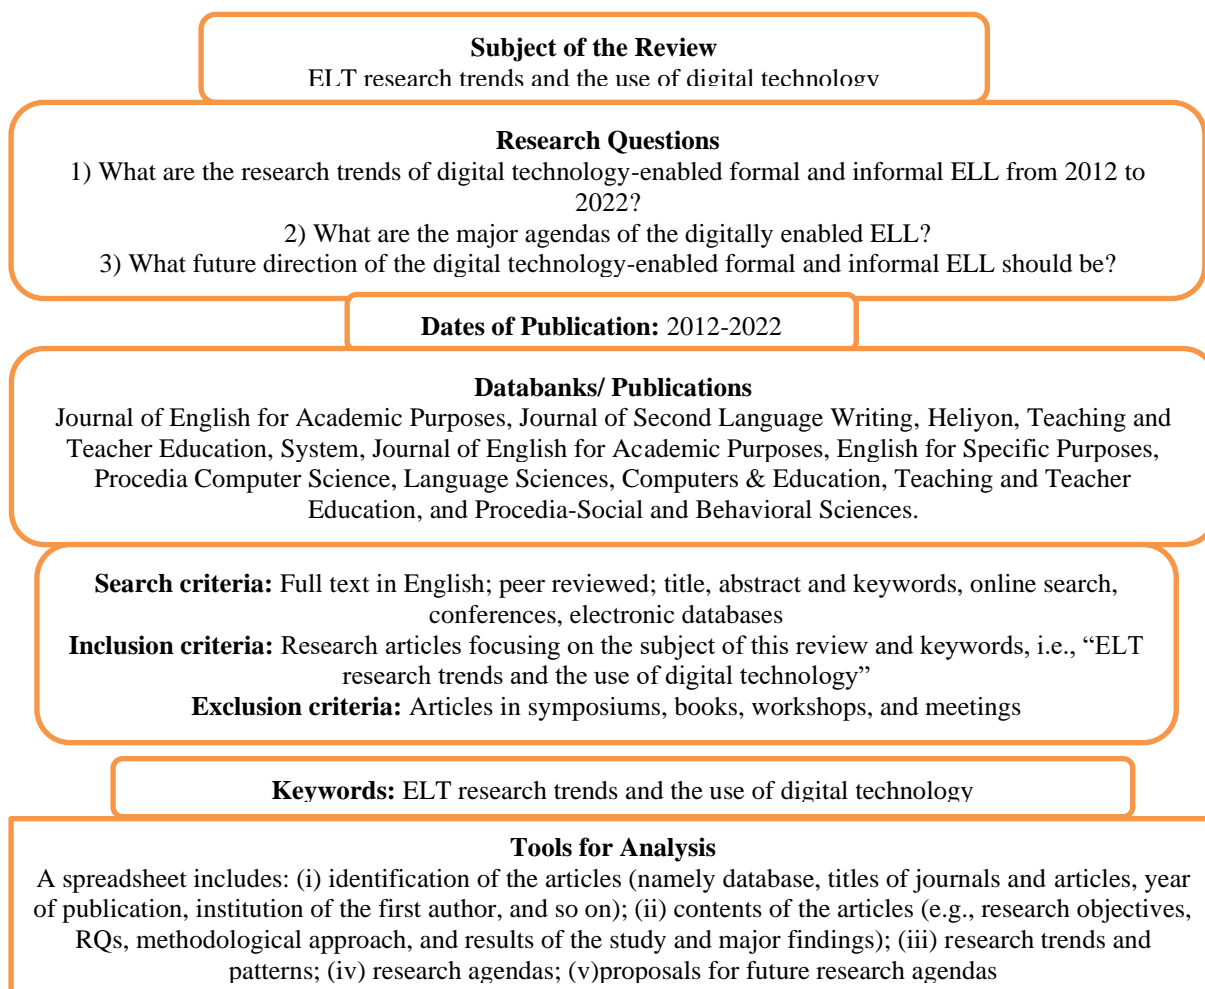 Subject of the Review
ELT research trends and the use of digital technology
Research Questions
1) What are the research trends of digital technology-enabled formal and informal ELL from 2012 to
2022?
2) What are the major agendas of the digitally enabled ELL?
3) What future direction of the digital technology-enabled formal and informal ELL should be?
Dates of Publication: 2012-2022
Databanks/ Publications
Journal of English for Academic Purposes, Journal of Second Language Writing, Heliyon, Teaching and
Teacher Education, System, Journal of English for Academic Purposes, English for Specific Purposes,
Procedia Computer Science, Language Sciences, Computers & Education, Teaching and Teacher
Education, and Procedia-Social and Behavioral Sciences.
Search criteria: Full text in English; peer reviewed; title, abstract and keywords, online search,
conferences, electronic databases
Inclusion criteria: Research articles focusing on the subject of this review and keywords, i.e., “ELT
research trends and the use of digital technology”
Exclusion criteria: Articles in symposiums, books, workshops, and meetings
Keywords: ELT research trends and the use of digital technology
Tools for Analysis
A spreadsheet includes: (i) identification of the articles (namely database, titles of journals and articles, year
of publication, institution of the first author, and so on); (ii) contents of the articles (e.g., research objectives,
RQs, methodological approach, and results of the study and major findings); (iii) research trends and
patterns; (iv) research agendas; (v)proposals for future research agendas